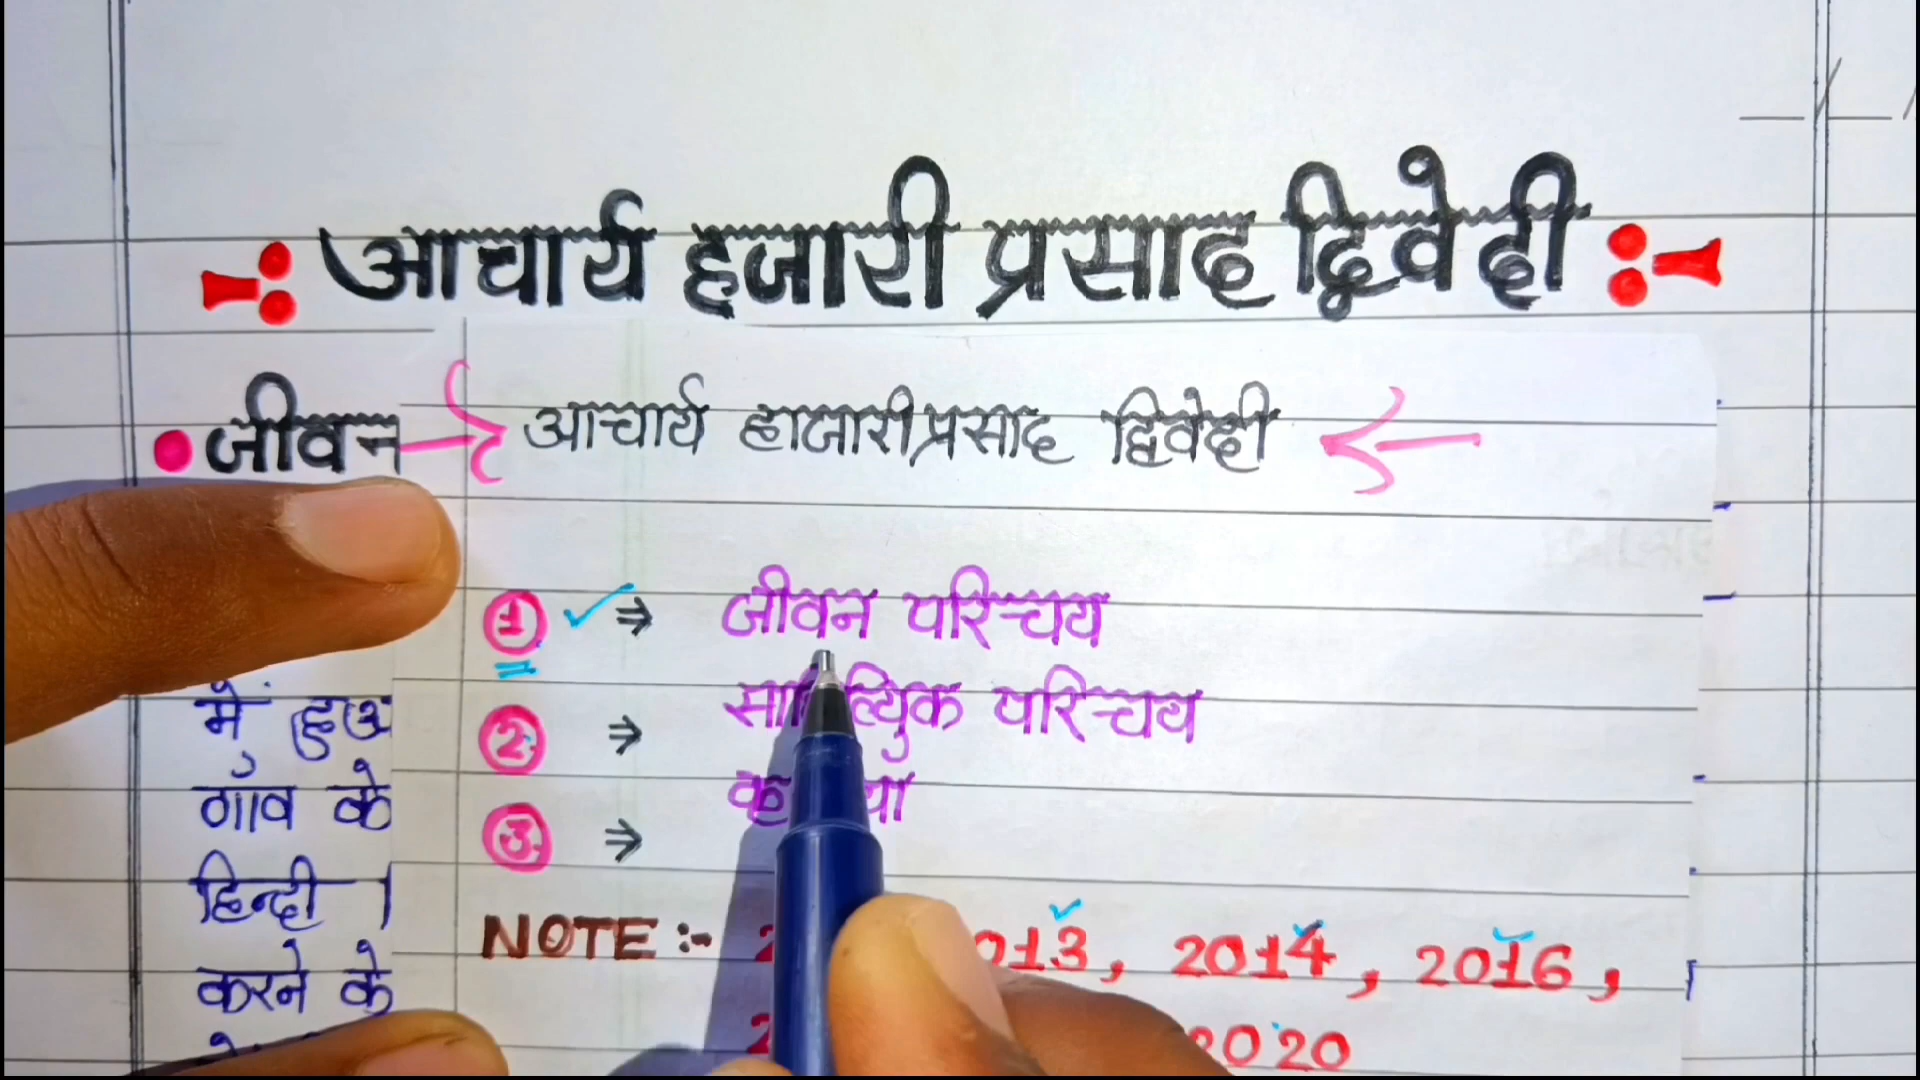 आचार्य हजारी प्रसाद द्विवेदी
जीवन
आचार्य हाजारीप्रसाद द्विवेदी
1 ⇒ जीवन परिचय
2 ⇒ परिचय
3 ⇒
NOTE :- 2013, 2014, 2016,
2020
में
गाँव के
हिन्दी
करने के